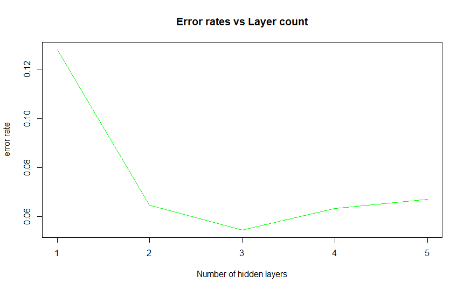 Error rates vs Layer count
error rate
0.12
0.10
0.08
0.06
1 2 3 4 5
Number of hidden layers